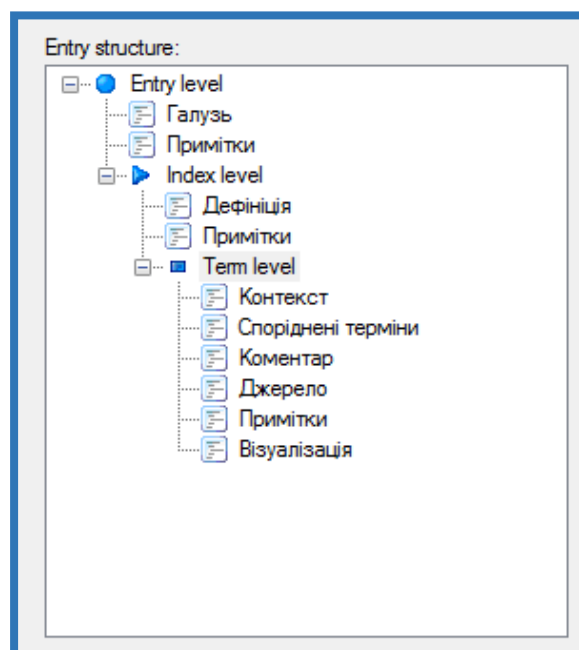 Entry structure:
Entry level
Галузь
Примітки
Index level
Дефініція
Примітки
Term level
Контекст
Споріднені терміни
Коментар
Джерело
Примітки
Візуалізація